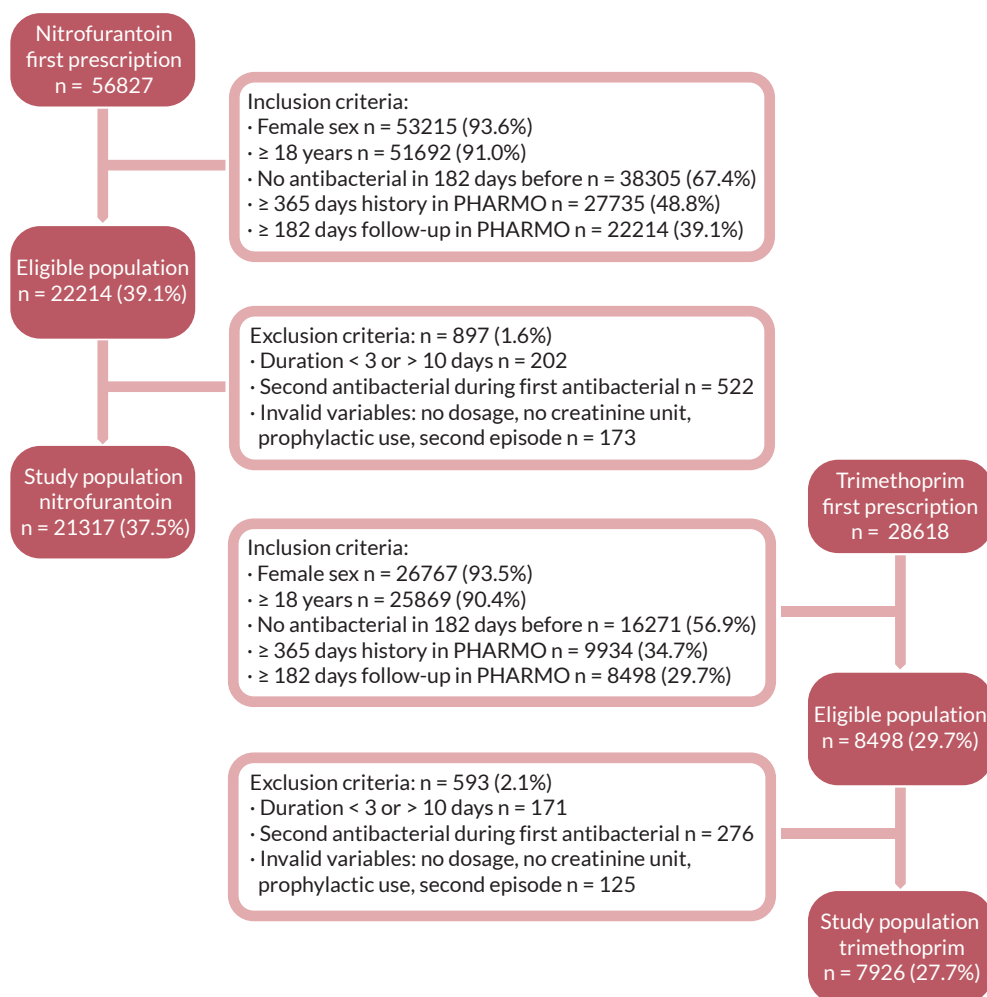 Nitrofurantoin
first prescription
n = 56827
Inclusion criteria:
· Female sex n = 53215 (93.6%)
· ≥ 18 years n = 51692 (91.0%)
· No antibacterial in 182 days before n = 38305 (67.4%)
· ≥ 365 days history in PHARMO n = 27735 (48.8%)
· ≥ 182 days follow-up in PHARMO n = 22214 (39.1%)
Eligible population
n = 22214 (39.1%)
Exclusion criteria: n = 897 (1.6%)
· Duration < 3 or > 10 days n = 202
· Second antibacterial during first antibacterial n = 522
· Invalid variables: no dosage, no creatinine unit,
prophylactic use, second episode n = 173
Study population
nitrofurantoin
n = 21317 (37.5%)
Trimethoprim
first prescription
n = 28618
Inclusion criteria:
· Female sex n = 26767 (93.5%)
· ≥ 18 years n = 25869 (90.4%)
· No antibacterial in 182 days before n = 16271 (56.9%)
· ≥ 365 days history in PHARMO n = 9934 (34.7%)
· ≥ 182 days follow-up in PHARMO n = 8498 (29.7%)
Eligible population
n = 8498 (29.7%)
Exclusion criteria: n = 593 (2.1%)
· Duration < 3 or > 10 days n = 171
· Second antibacterial during first antibacterial n = 276
· Invalid variables: no dosage, no creatinine unit,
prophylactic use, second episode n = 125
Study population
trimethoprim
n = 7926 (27.7%)